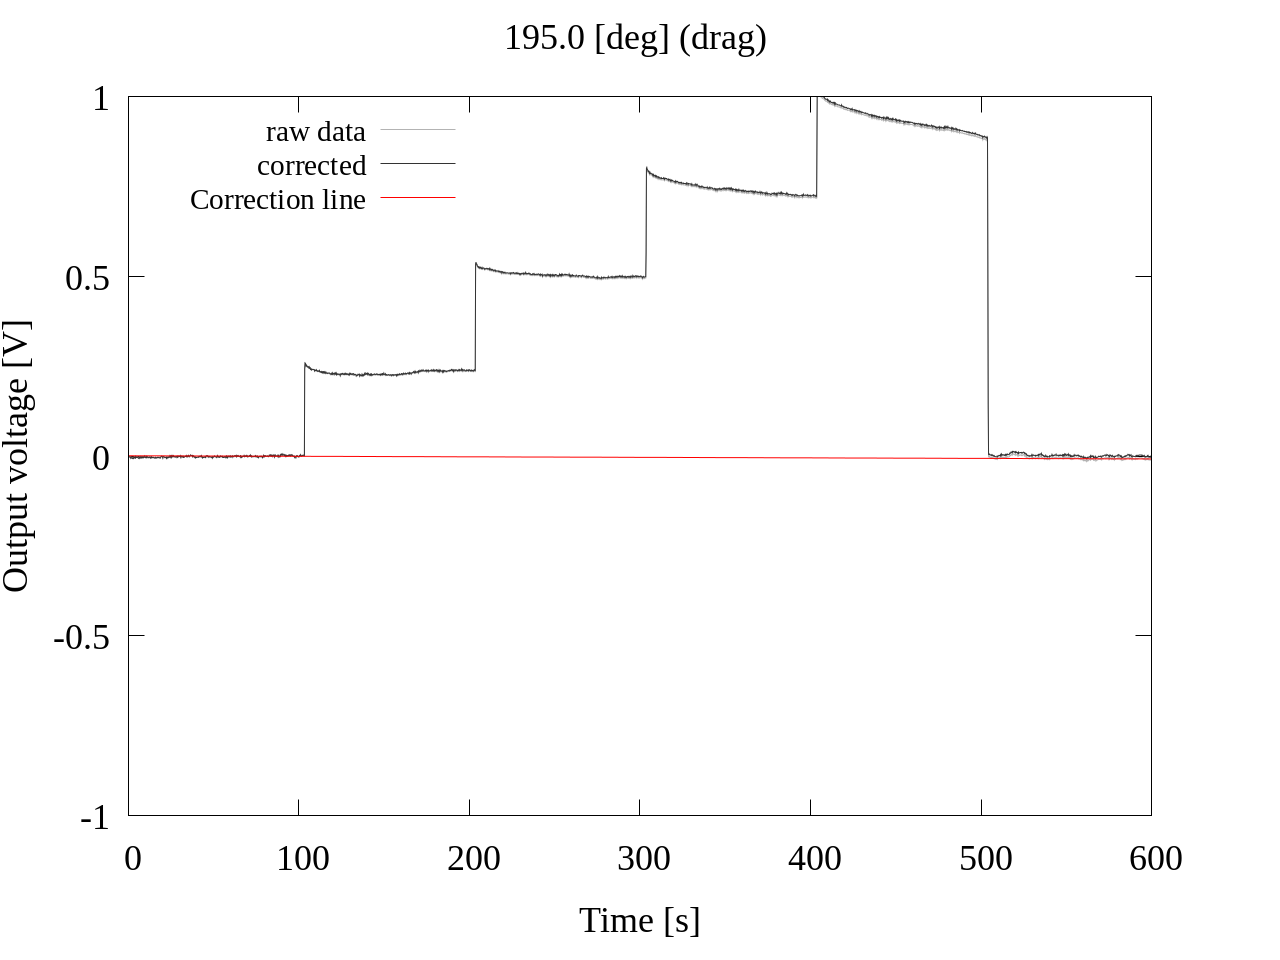 195.0 [deg] (drag)
1
raw data
corrected
Correction line
0.5
0
-0.5
-1
Output voltage [V]
0 100 200 300 400 500 600
Time [s]